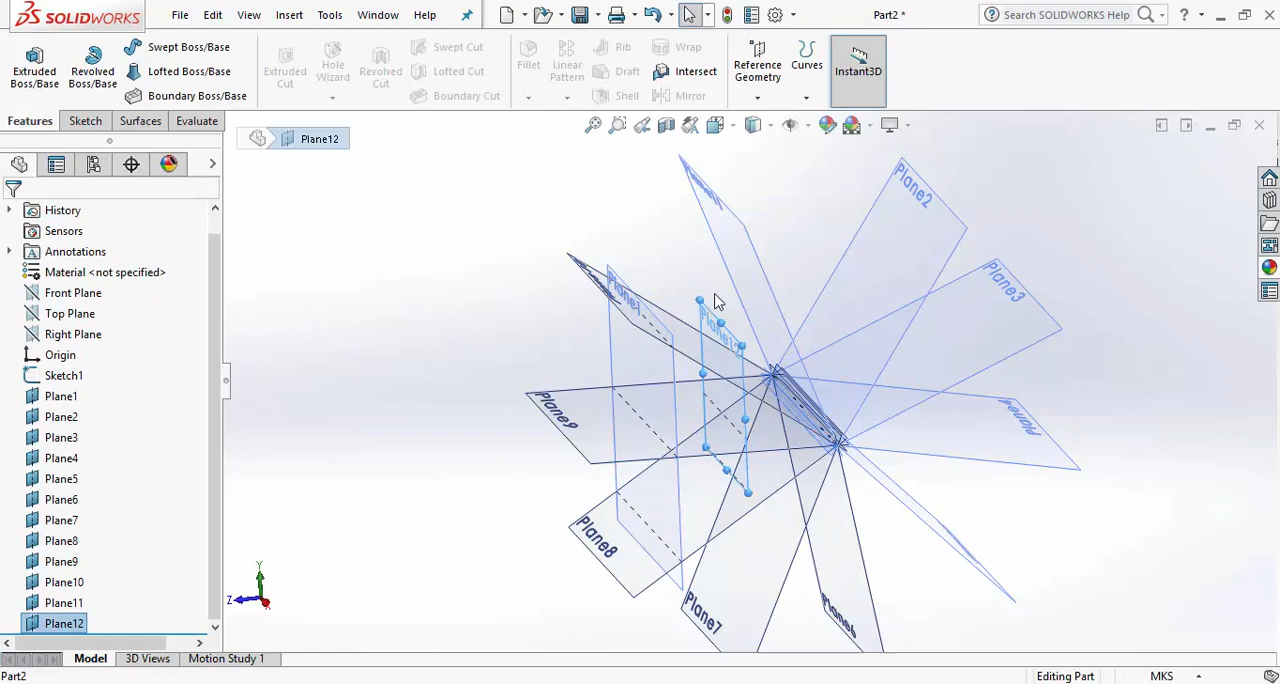 3S SOLIDWORKS File Edit View Insert Tools Window Help Part2 * Search SOLIDWORKS Help ?
Extruded Boss/Base
Revolved Boss/Base
Swept Boss/Base
Lofted Boss/Base
Boundary Boss/Base
Extruded Cut
Hole Wizard
Revolved Cut
Swept Cut
Lofted Cut
Boundary Cut
Fillet
Linear Pattern
Rib
Draft
Shell
Wrap
Intersect
Mirror
Reference Geometry
Curves
Instant3D
Features Sketch Surfaces Evaluate
Plane12
History
Sensors
Annotations
Material <not specified>
Front Plane
Top Plane
Right Plane
Origin
Sketch1
Plane1
Plane2
Plane3
Plane4
Plane5
Plane6
Plane7
Plane8
Plane9
Plane10
Plane11
Plane12
Plane2
Plane3
Plane1
Plane12
Plane4
Plane9
Plane8
Plane7
Plane6
Y
Z
Model 3D Views Motion Study 1
Part2 Editing Part MKS